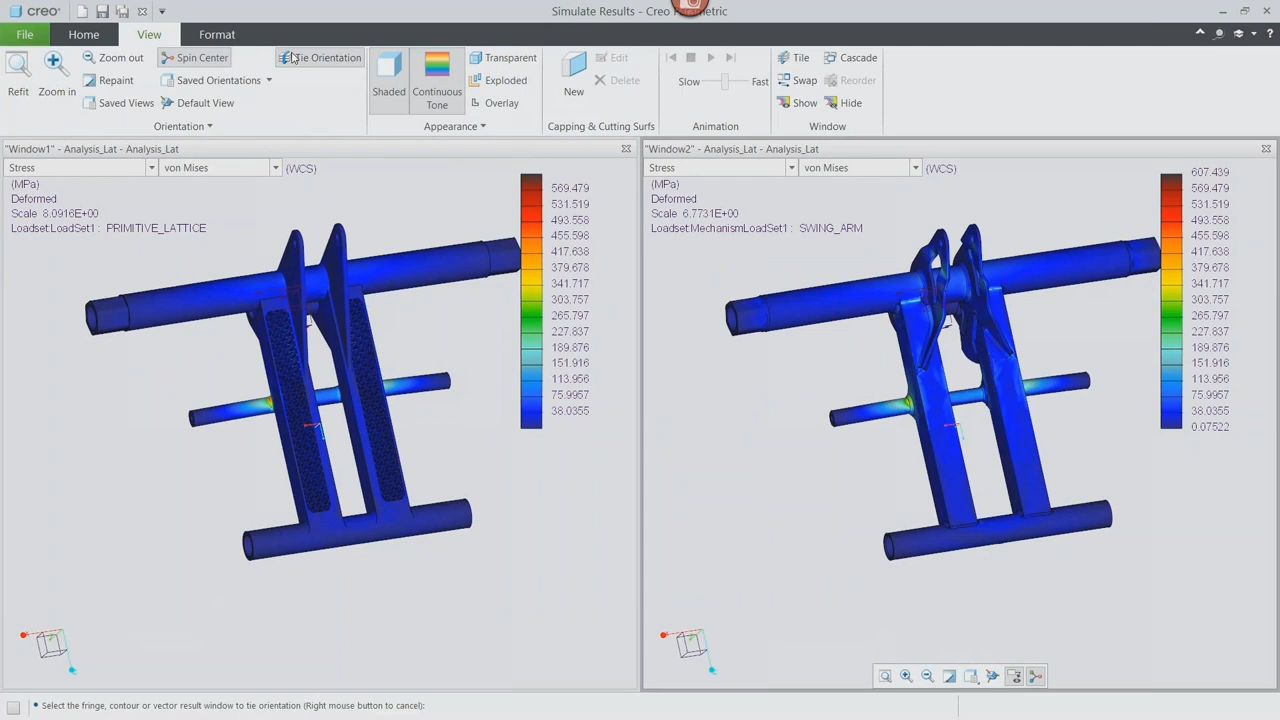 creo
Simulate Results - Creo Parametric
File Home View Format
Refit
Zoom in
Zoom out
Repaint
Saved Views
Spin Center
Saved Orientations
Default View
Tie Orientation
Orientation
Shaded
Continuous Tone
Transparent
Exploded
Overlay
Appearance
New
Edit
Delete
Capping & Cutting Surfs
Slow Fast
Animation
Tile
Swap
Show
Cascade
Reorder
Hide
Window
"Window1" - Analysis_Lat - Analysis_Lat
Stress von Mises (WCS)
(MPa)
Deformed
Scale 8.0916E+00
Loadset:LoadSet1 : PRIMITIVE_LATTICE
569.479
531.519
493.558
455.598
417.638
379.678
341.717
303.757
265.797
227.837
189.876
151.916
113.956
75.9957
38.0355
"Window2" - Analysis_Lat - Analysis_Lat
Stress von Mises (WCS)
(MPa)
Deformed
Scale 6.7731E+00
Loadset:MechanismLoadSet1 : SWING_ARM
607.439
569.479
531.519
493.558
455.598
417.638
379.678
341.717
303.757
265.797
227.837
189.876
151.916
113.956
75.9957
38.0355
0.07522
Select the fringe, contour or vector result window to tie orientation (Right mouse button to cancel):